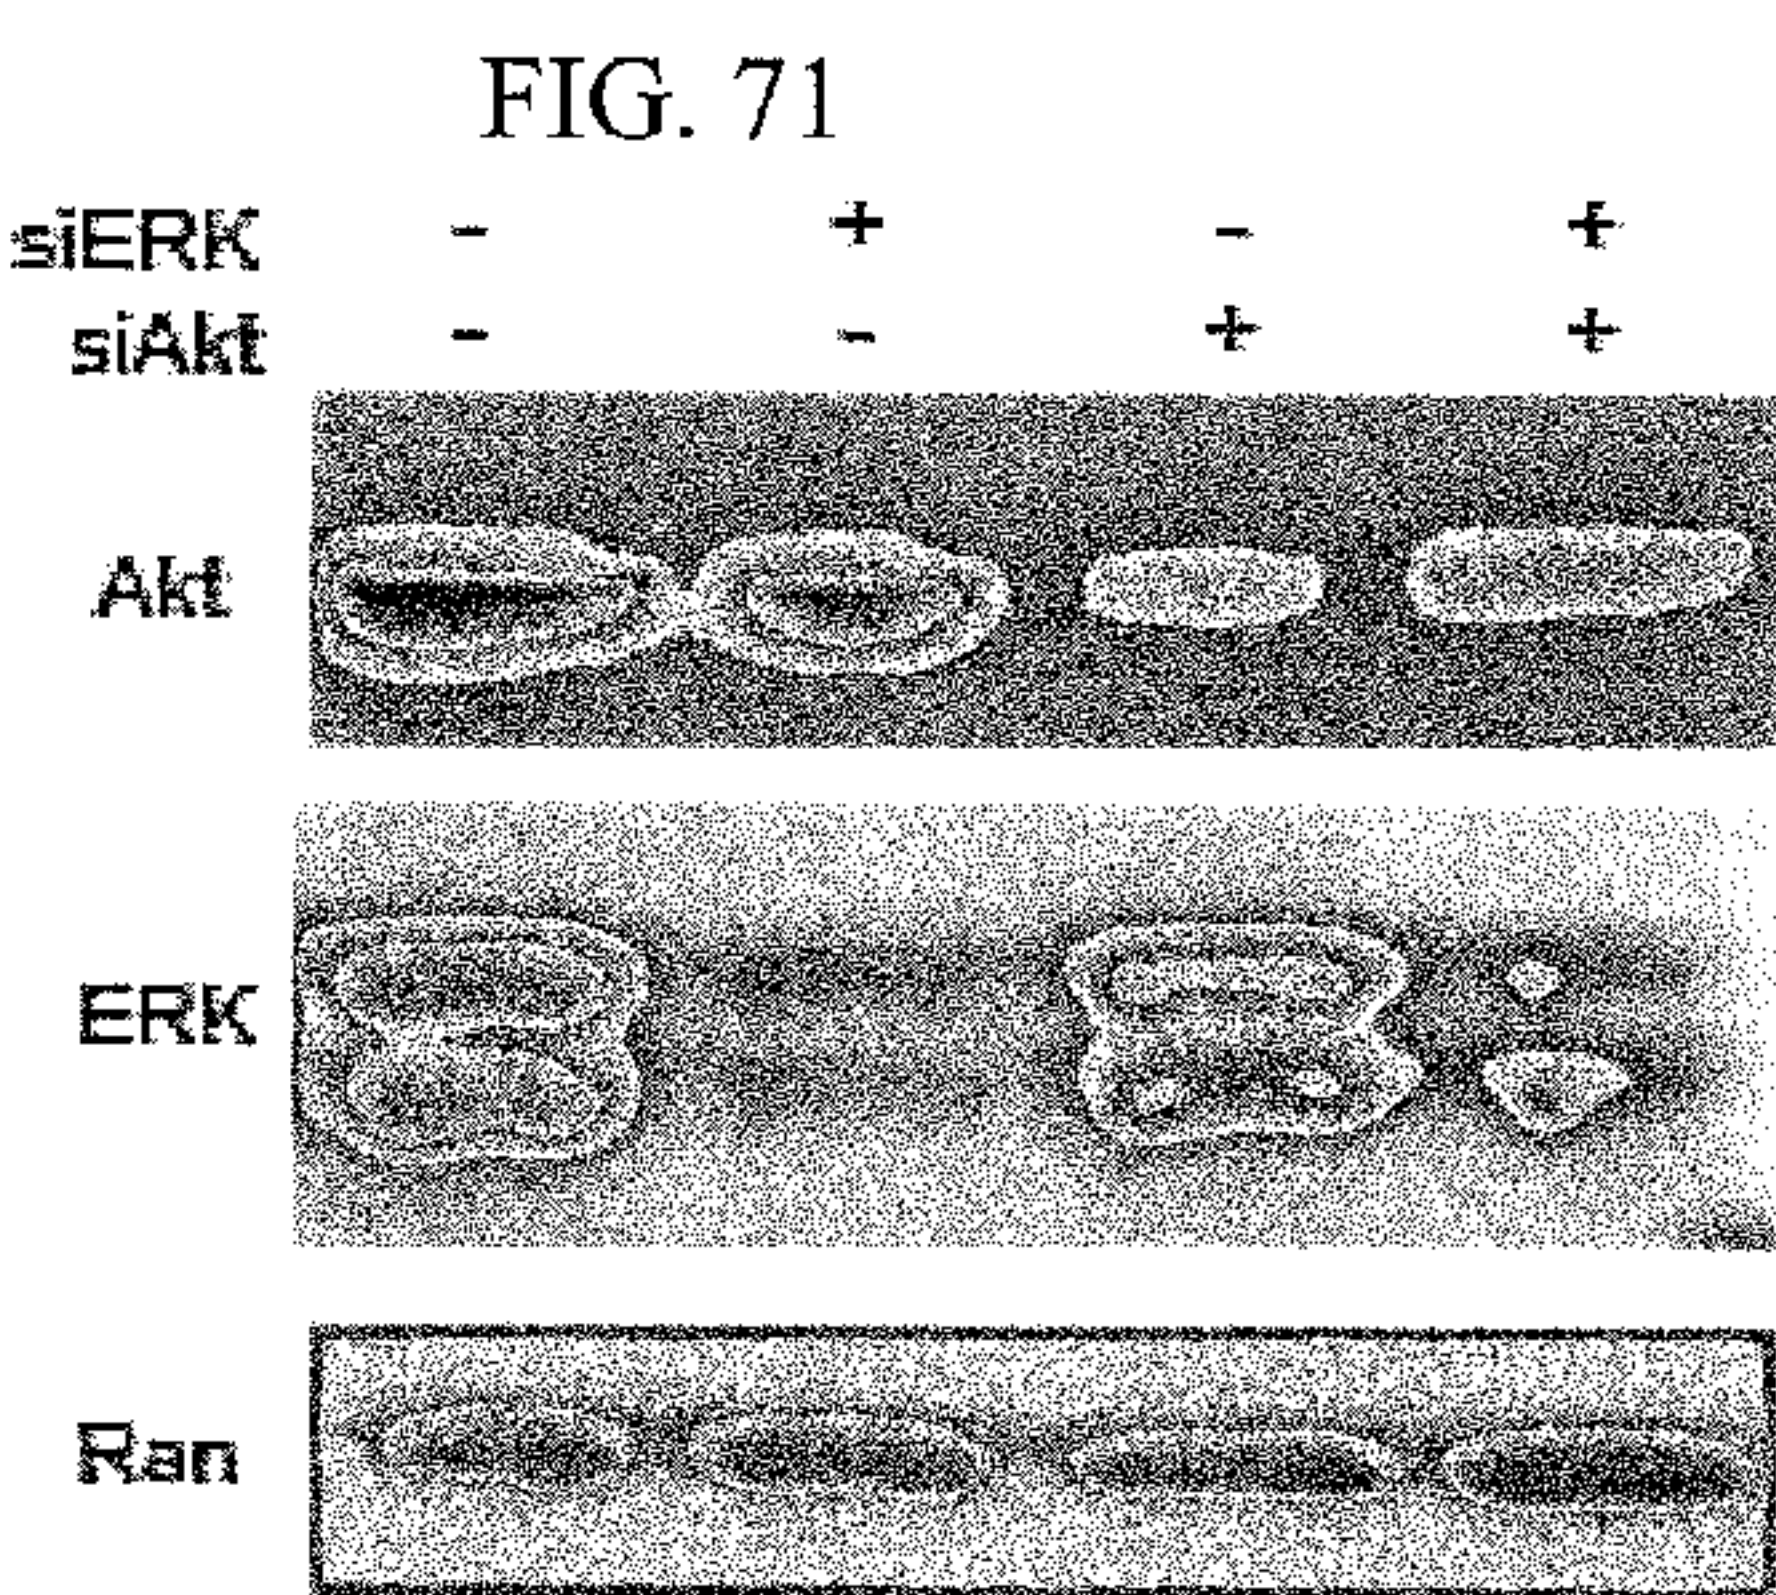 FIG. 71
siERK - + - +
siAkt - - + +
Akt
ERK
Ran